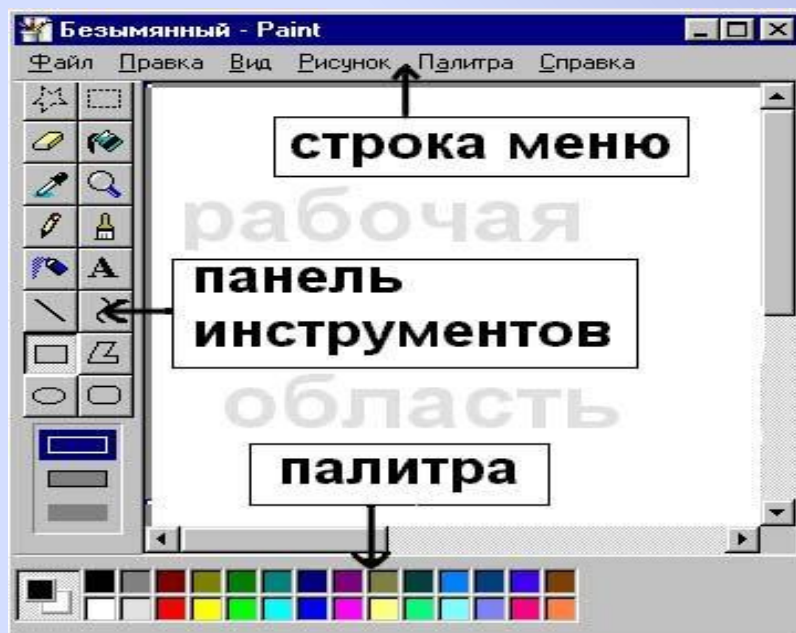 Безымянный - Paint
Файл Правка Вид Рисунок Палитра Справка
строка меню
рабочая
A
панель
инструментов
область
палитра